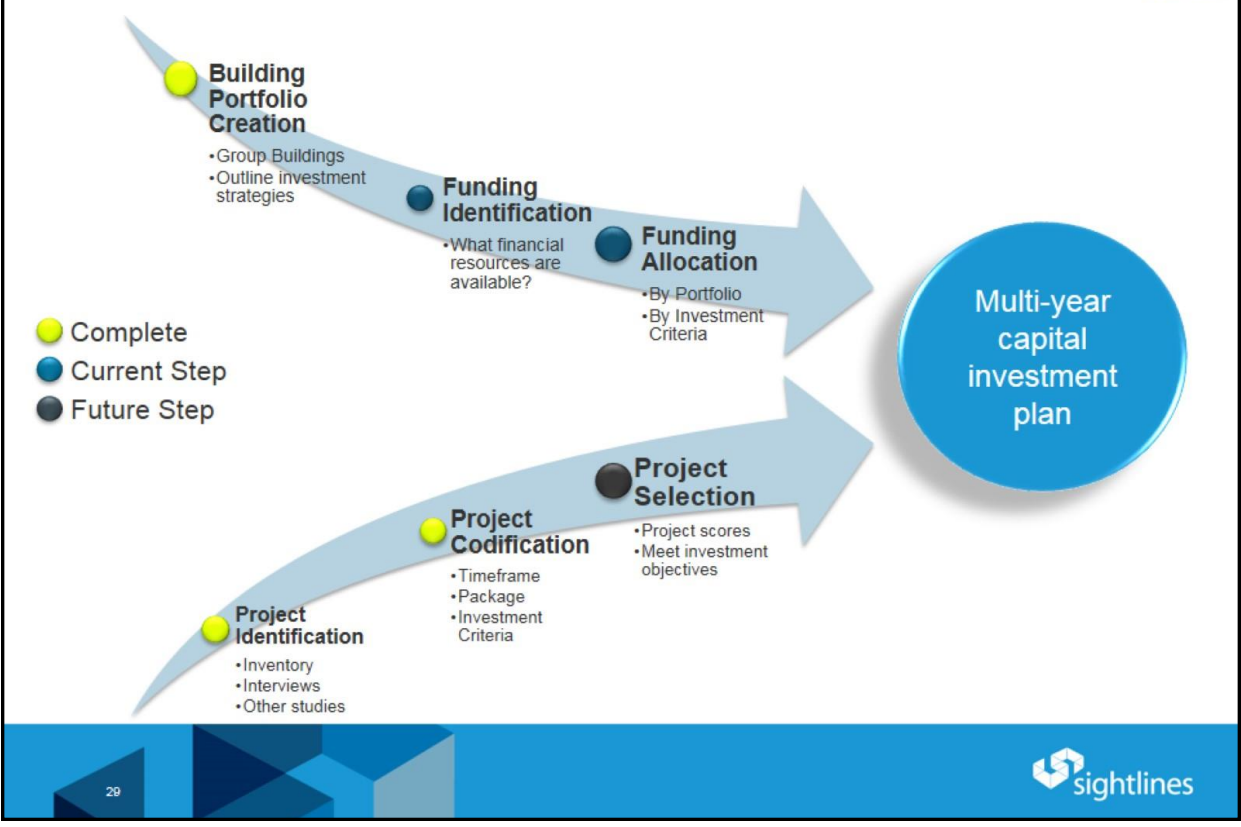 Building
Portfolio
Creation
•Group Buildings
•Outline investment
strategies
Funding
Identification
•What financial
resources are
available?
Funding
Allocation
•By Portfolio
•By Investment
Criteria
Multi-year
capital
investment
plan
Complete
Current Step
Future Step
Project
Selection
•Project scores
•Meet investment
objectives
Project
Codification
•Timeframe
•Package
•Investment
Criteria
Project
Identification
•Inventory
•Interviews
•Other studies
29
sightlines